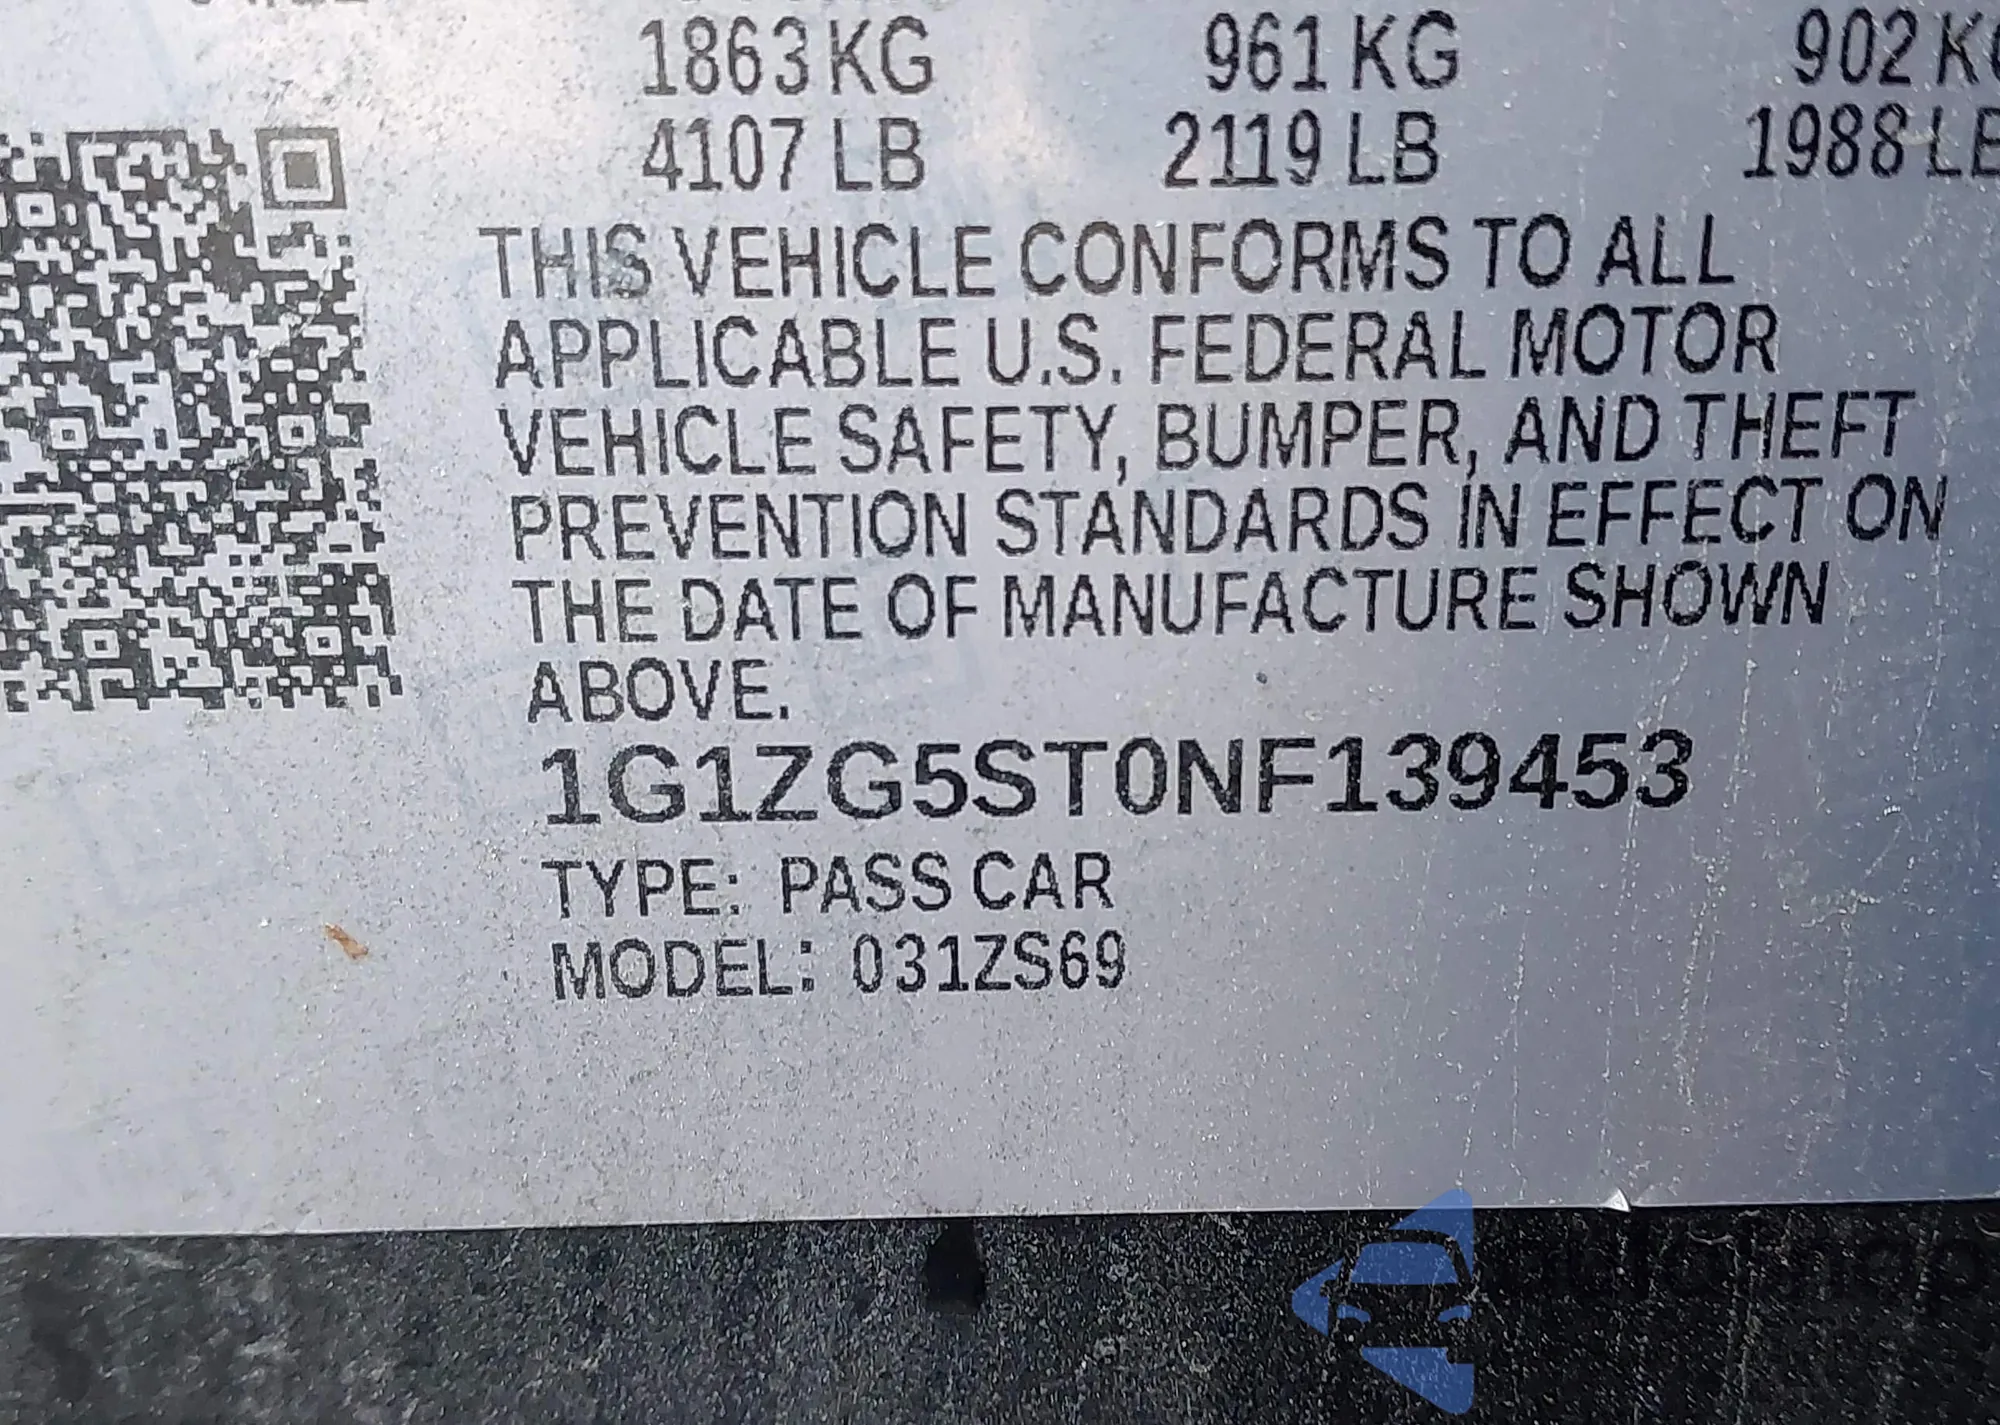 1863 KG 961 KG 902 KG
4107 LB 2119 LB 1988 LB
THIS VEHICLE CONFORMS TO ALL
APPLICABLE U.S. FEDERAL MOTOR
VEHICLE SAFETY, BUMPER, AND THEFT
PREVENTION STANDARDS IN EFFECT ON
THE DATE OF MANUFACTURE SHOWN
ABOVE.
1G1ZG5ST0NF139453
TYPE: PASS CAR
MODEL: 031ZS69